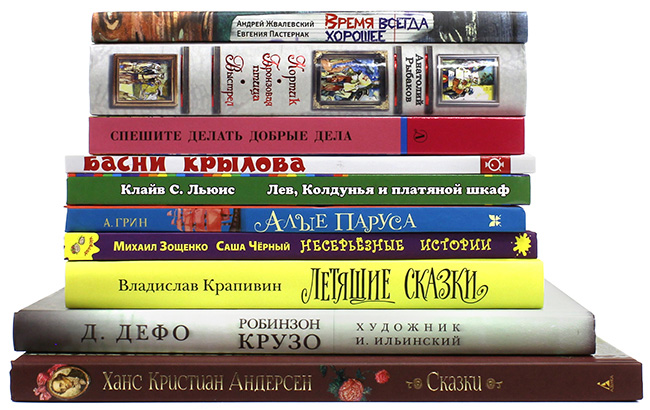 Андрей Жвалевский
Евгения Пастернак
Время всегда
хорошее
Кортик
Бронзовая
птица
Выстрел
Анатолий
Рыбаков
СПЕШИТЕ ДЕЛАТЬ ДОБРЫЕ ДЕЛА
БАСНИ КРЫЛОВА
Клайв С. Льюис Лев, Колдунья и платяной шкаф
А. ГРИН АЛЫЕ ПАРУСА
Михаил Зощенко Саша Чёрный НЕСЕРЬЁЗНЫЕ ИСТОРИИ
Владислав Крапивин ЛЕТЯЩИЕ СКАЗКИ
Д. ДЕФО
РОБИНЗОН
КРУЗО
ХУДОЖНИК
И. ИЛЬИНСКИЙ
Ханс Кристиан Андерсен Сказки